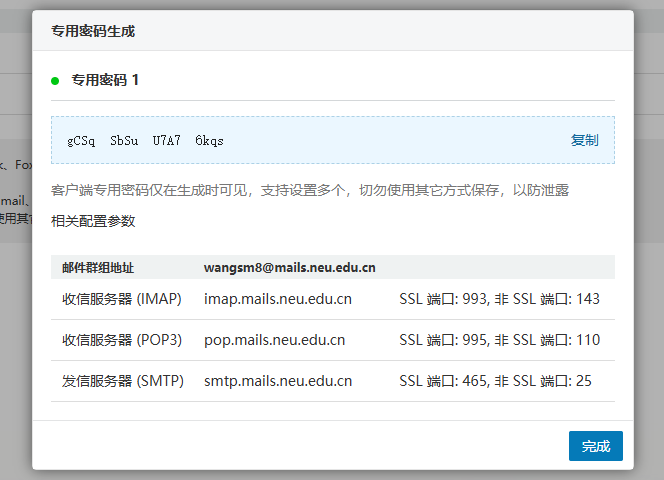 专用密码生成
专用密码 1
gCSq SbSu U7A7 6kqs 复制
客户端专用密码仅在生成时可见，支持设置多个，切勿使用其它方式保存，以防泄露
相关配置参数
邮件群组地址 wangsm8@mails.neu.edu.cn
收信服务器 (IMAP) imap.mails.neu.edu.cn SSL 端口: 993, 非 SSL 端口: 143
收信服务器 (POP3) pop.mails.neu.edu.cn SSL 端口: 995, 非 SSL 端口: 110
发信服务器 (SMTP) smtp.mails.neu.edu.cn SSL 端口: 465, 非 SSL 端口: 25
完成